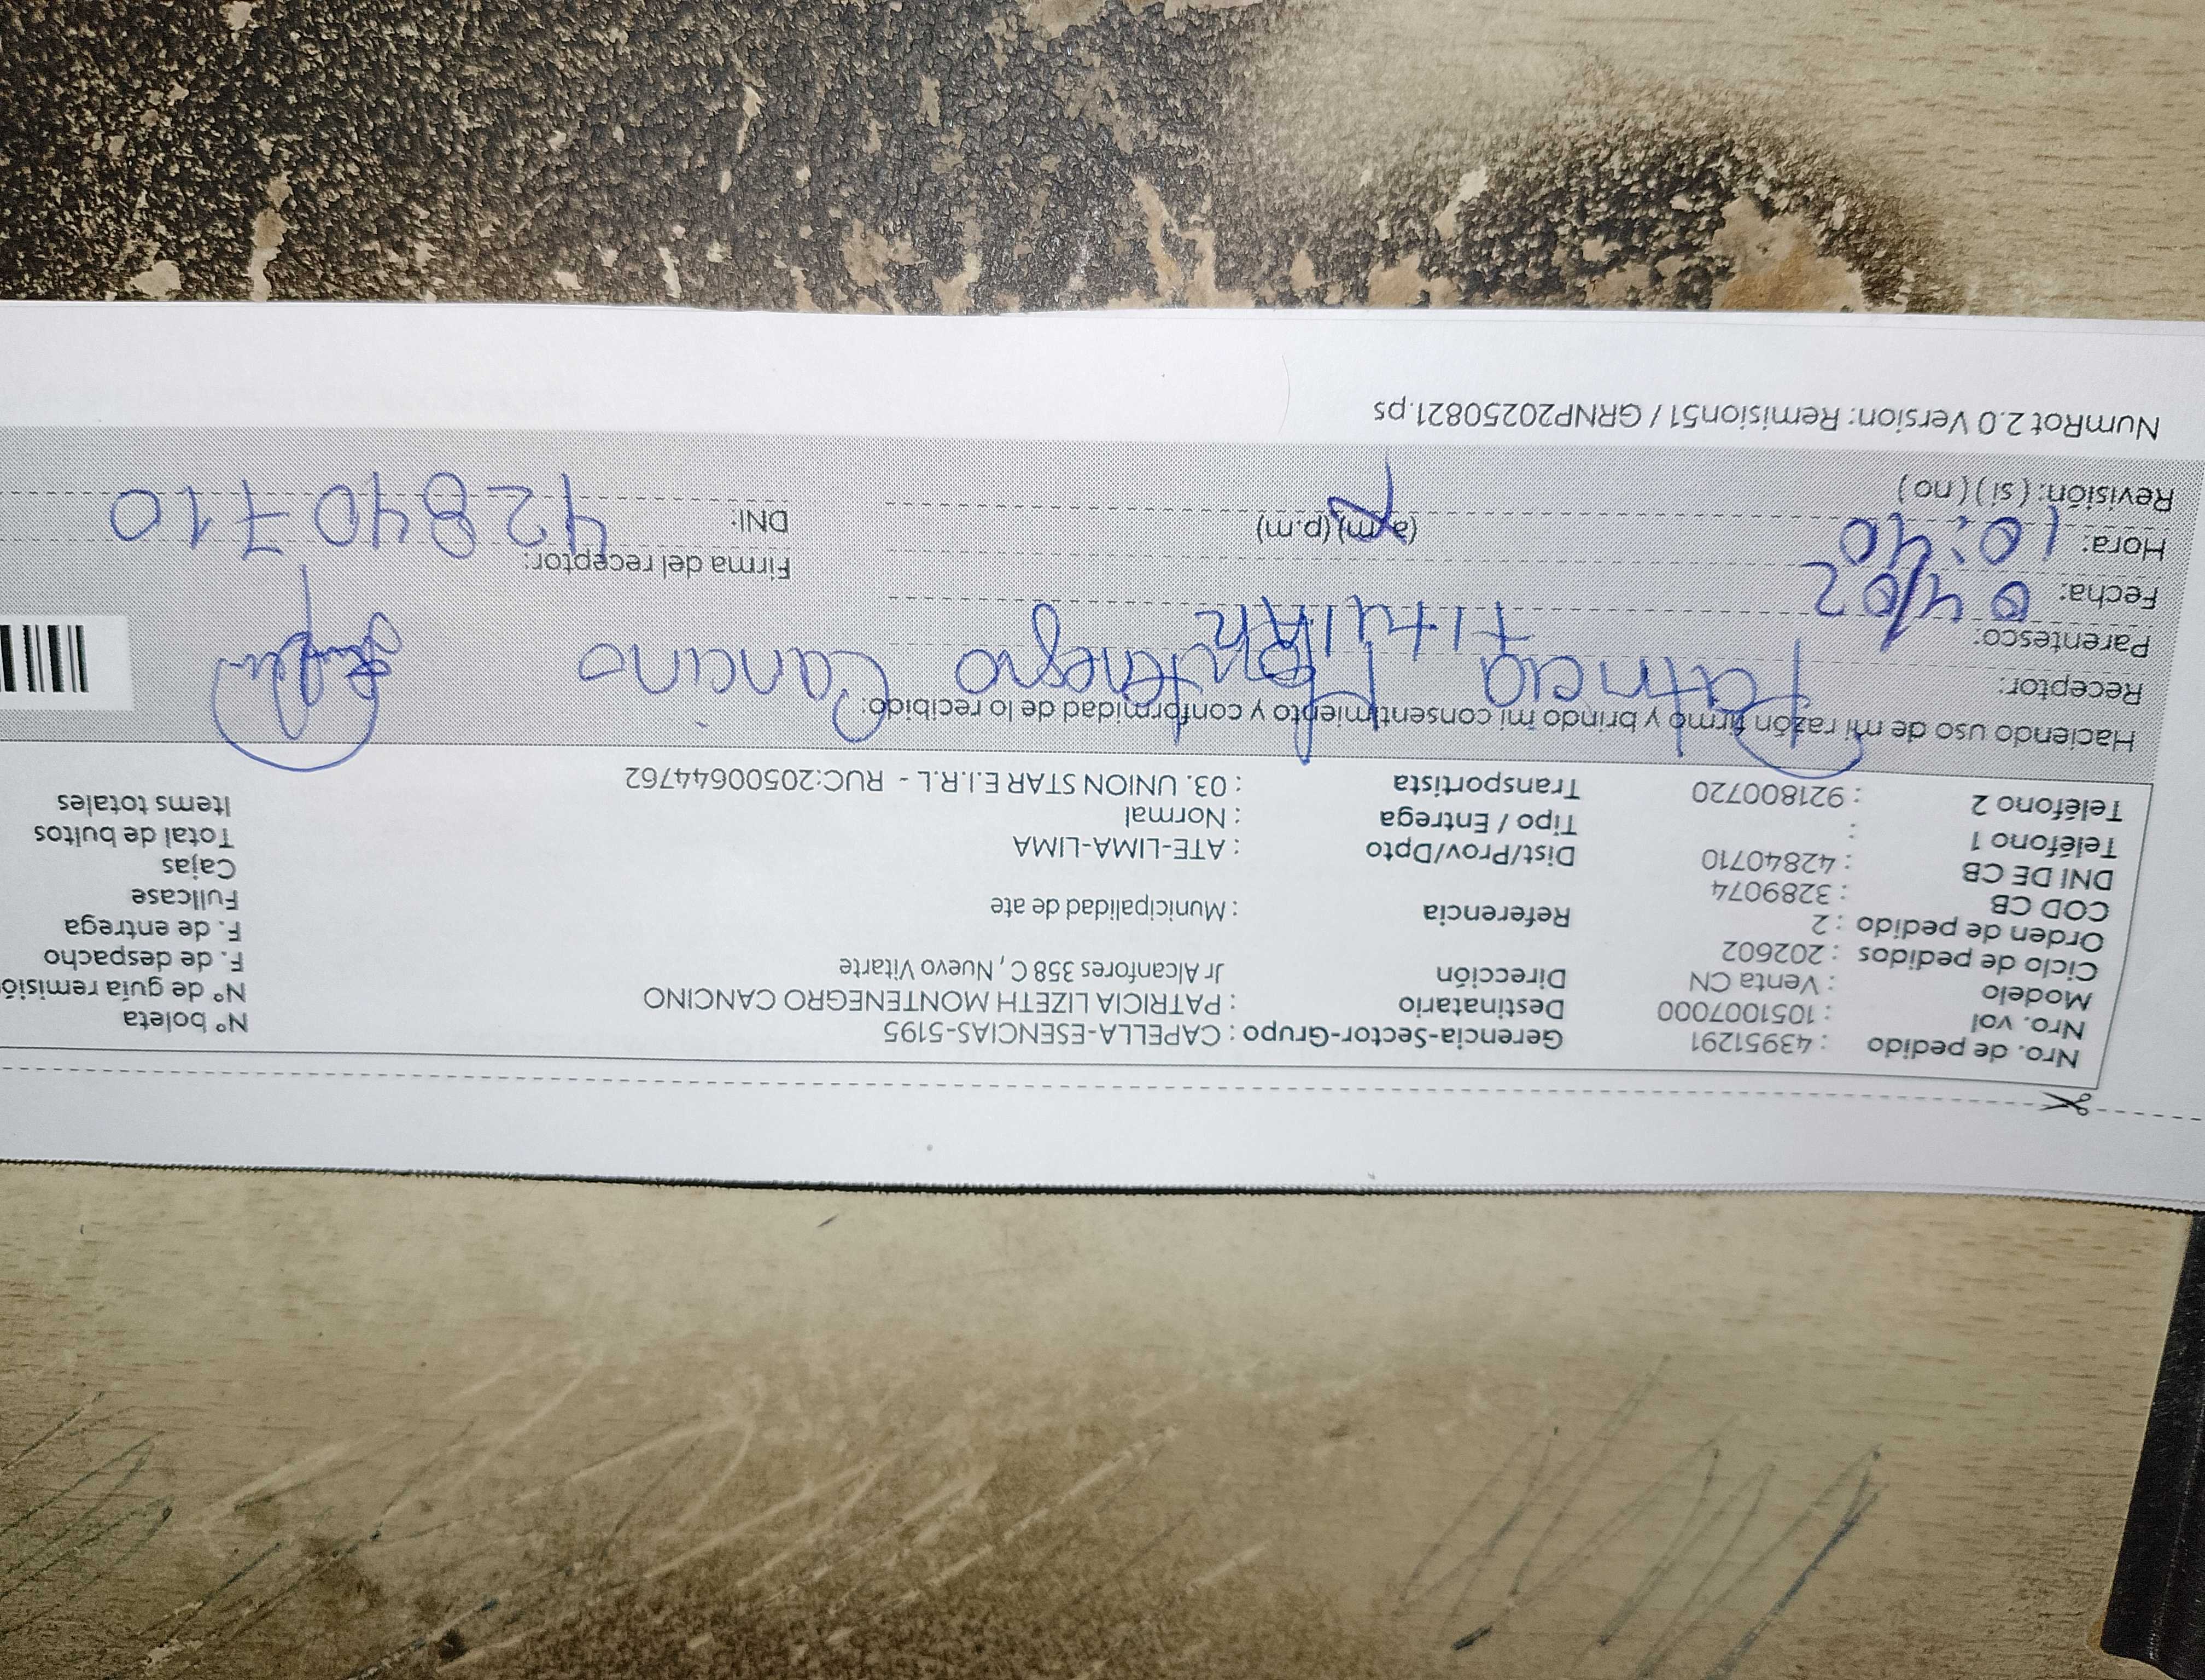 Nro. de pedido : 43951291 Gerencia-Sector-Grupo : CAPELLA-ESENCIAS-5195 N° boleta
Nro. vol : 1051007000 Destinatario : PATRICIA LIZETH MONTENEGRO CANCINO N° de guía remisió
Modelo : Venta CN Dirección Jr Alcanfores 358 C , Nuevo Vitarte F. de despacho
Ciclo de pedidos : 202602 F. de entrega
Orden de pedido : 2 Referencia : Municipalidad de ate Fullcase
COD CB : 3289074 Cajas
DNI DE CB : 42840710 Dist/Prov/Dpto : ATE-LIMA-LIMA Total de bultos
Teléfono 1 : Tipo / Entrega : Normal Items totales
Teléfono 2 : 921800720 Transportista : 03. UNION STAR E.I.R.L - RUC:20500644762
Haciendo uso de mi razón firmo y brindo mi consentimiento y conformidad de lo recibido:
Receptor: Patricia Montenegro Cancino
Parentesco: titular
Fecha: 04/02 Firma del receptor:
Hora: 10:40 (a.m)(p.m) DNI: 42840710
Revisión: ( si ) ( no )
NumRot 2.0 Version: Remision51 / GRNP20250821.ps